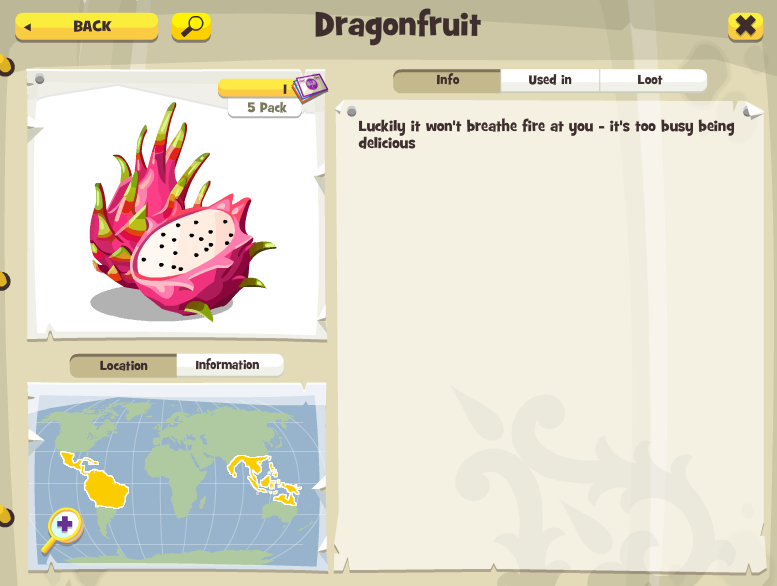 BACK
Dragonfruit
1
5 Pack
Info
Used in
Loot
Luckily it won't breathe fire at you - it's too busy being
delicious
Location
Information